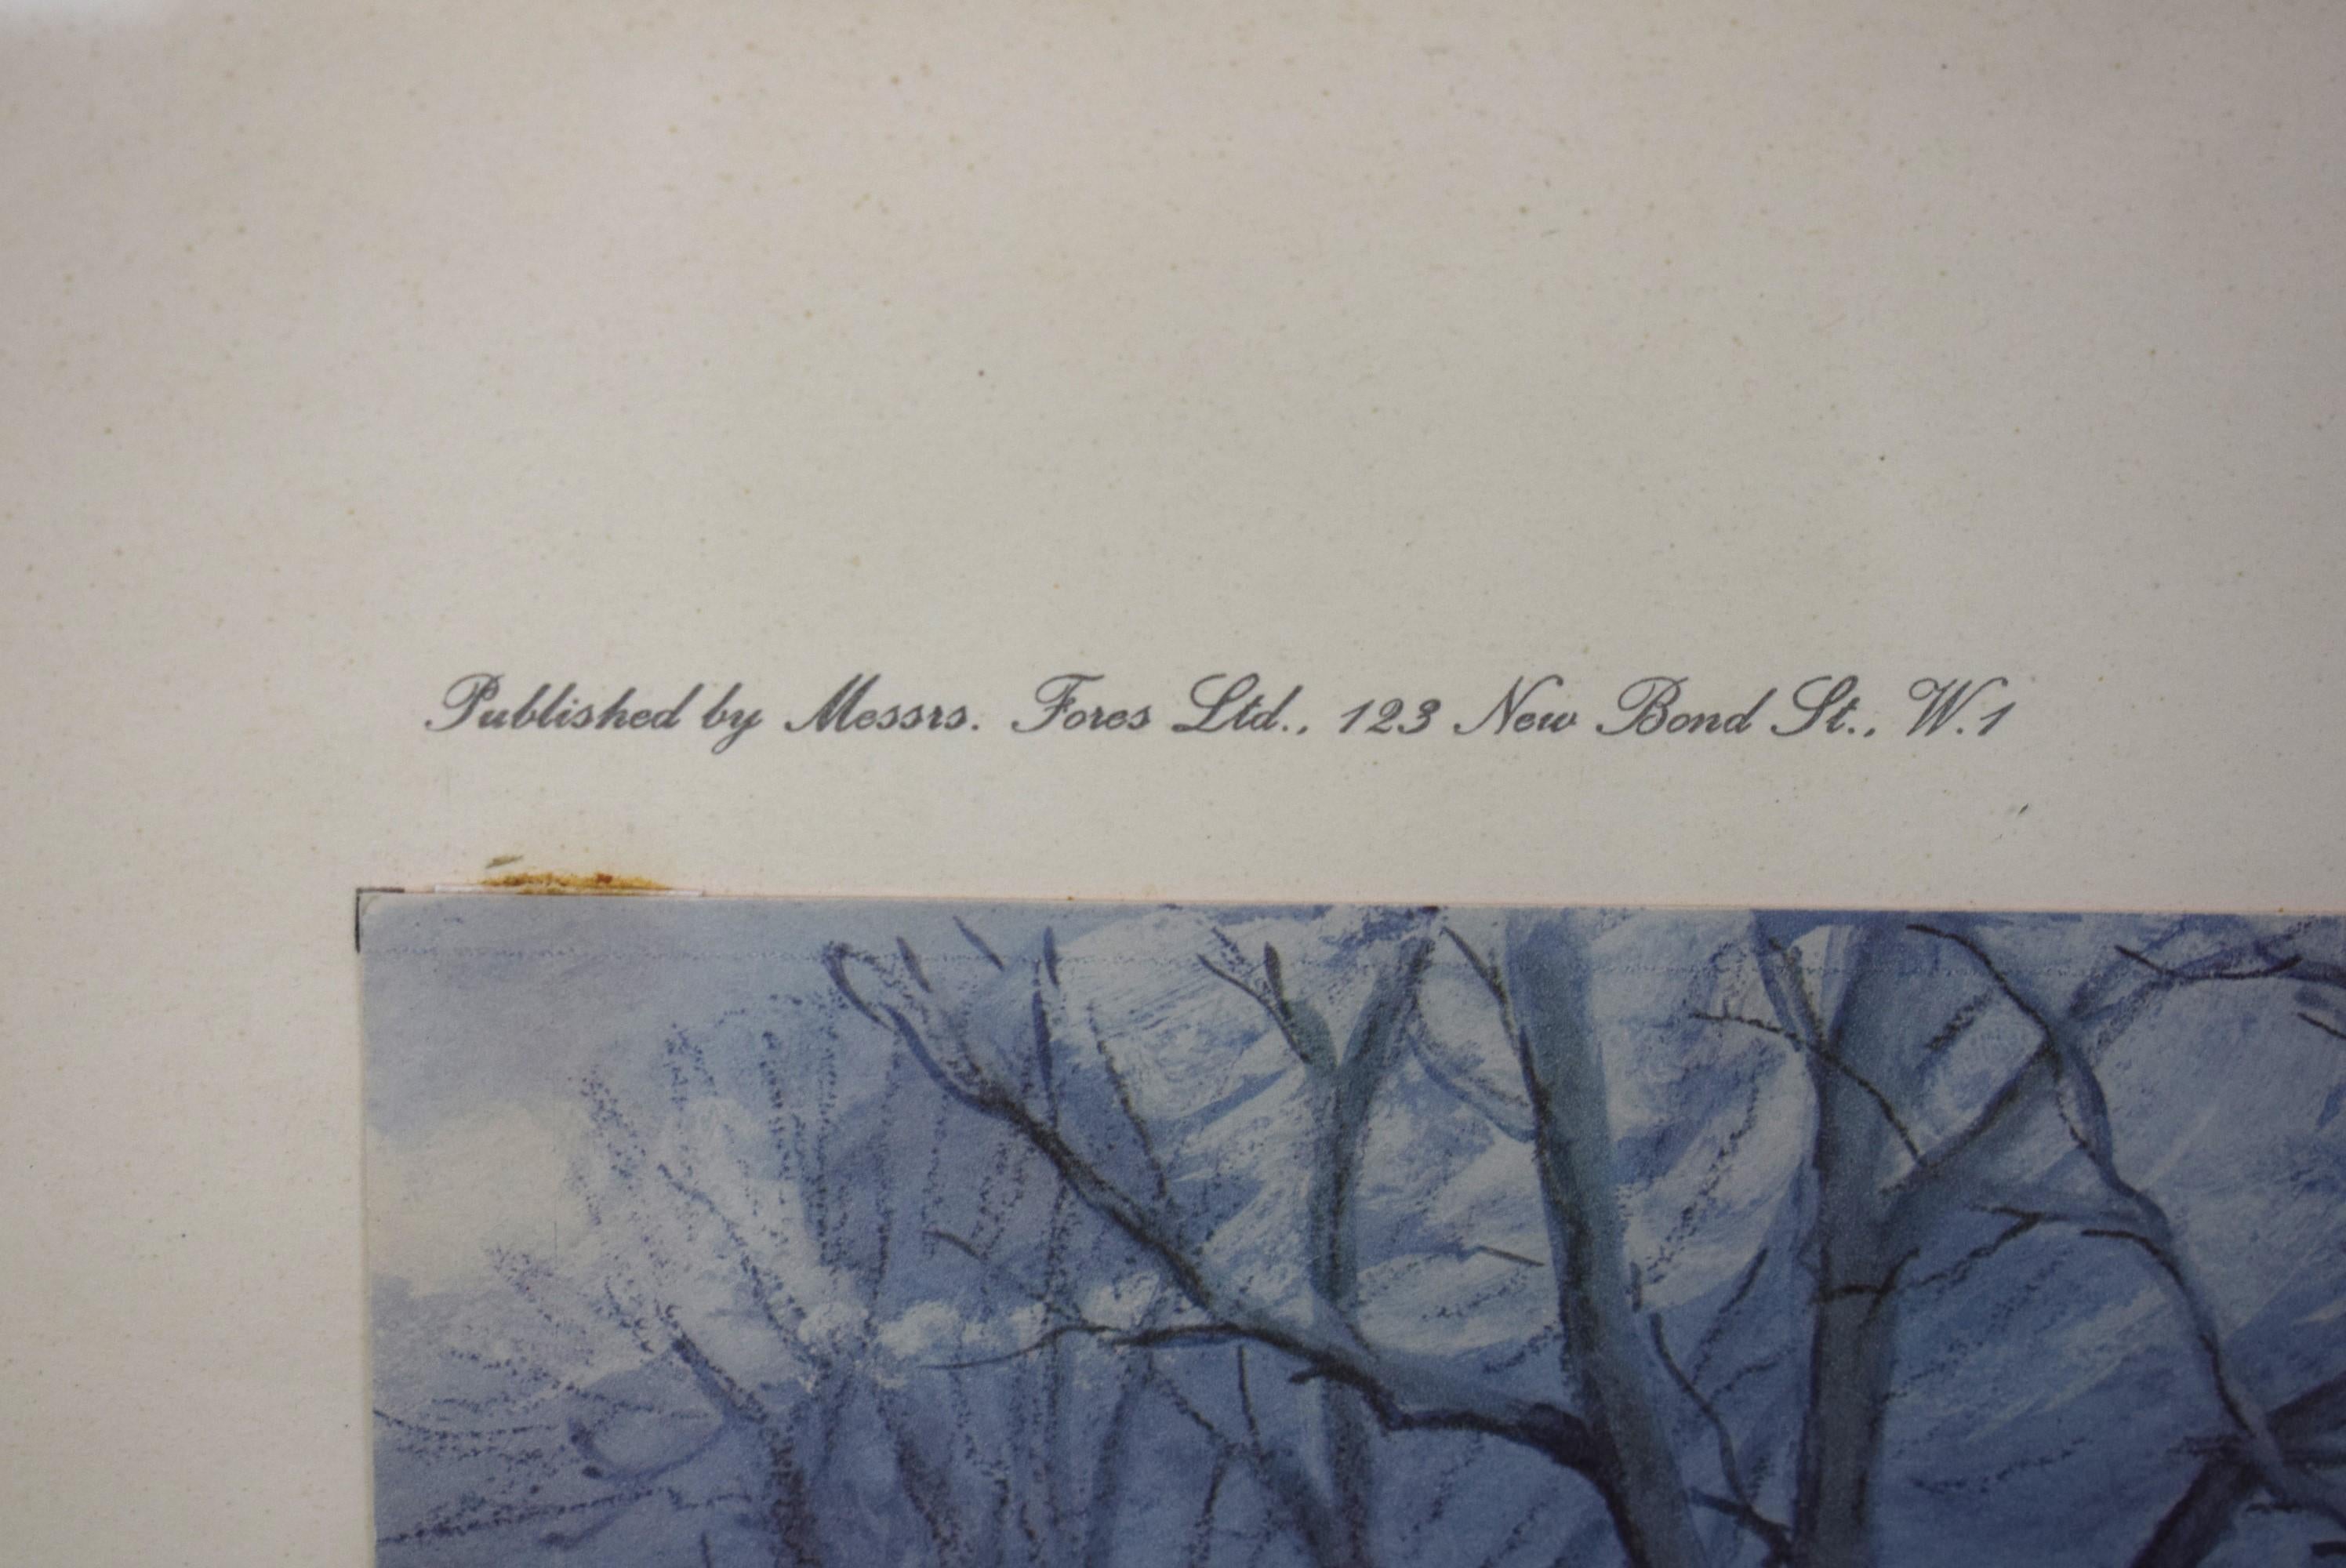 Published by Messrs. Fores Ltd., 123 New Bond St., W.1